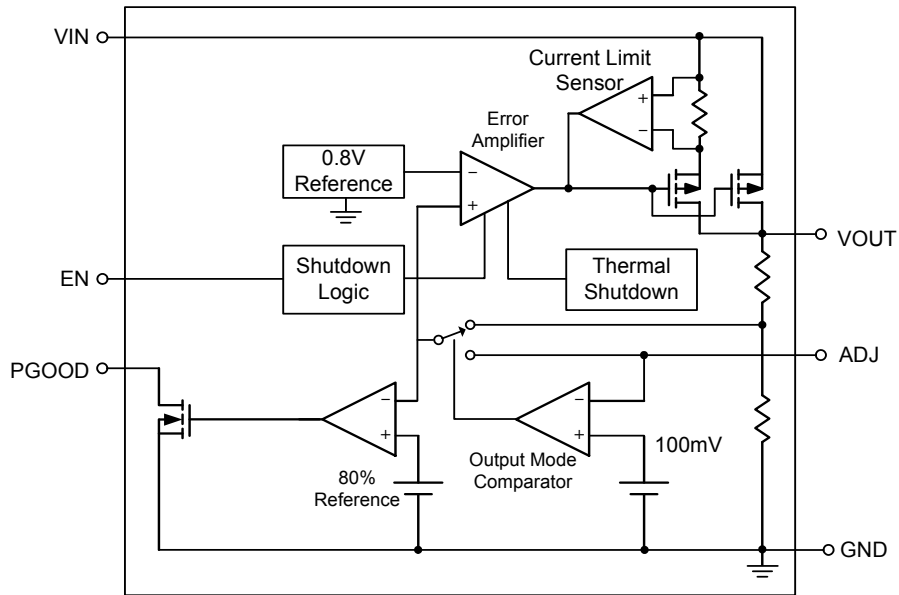 VIN
Current Limit
Sensor
+
−
Error
Amplifier
0.8V
Reference
−
+
VOUT
EN
Shutdown
Logic
Thermal
Shutdown
ADJ
PGOOD
−
+
−
+
100mV
80%
Reference
Output Mode
Comparator
GND